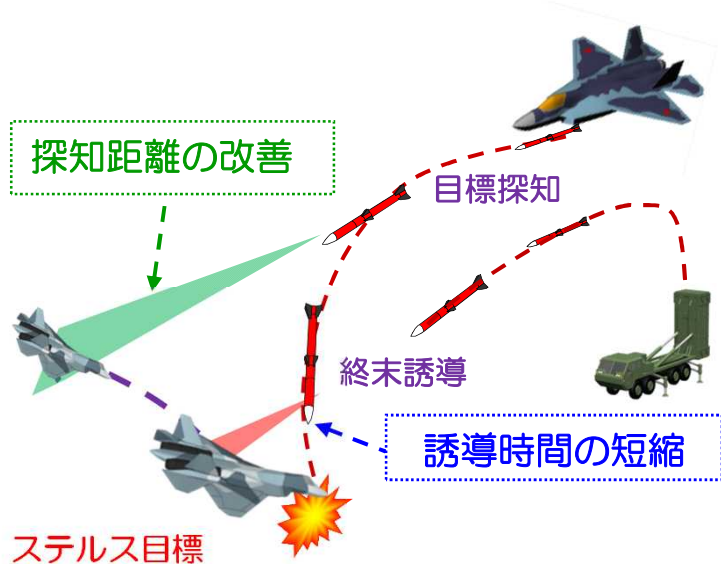 探知距離の改善
目標探知
終末誘導
誘導時間の短縮
ステルス目標